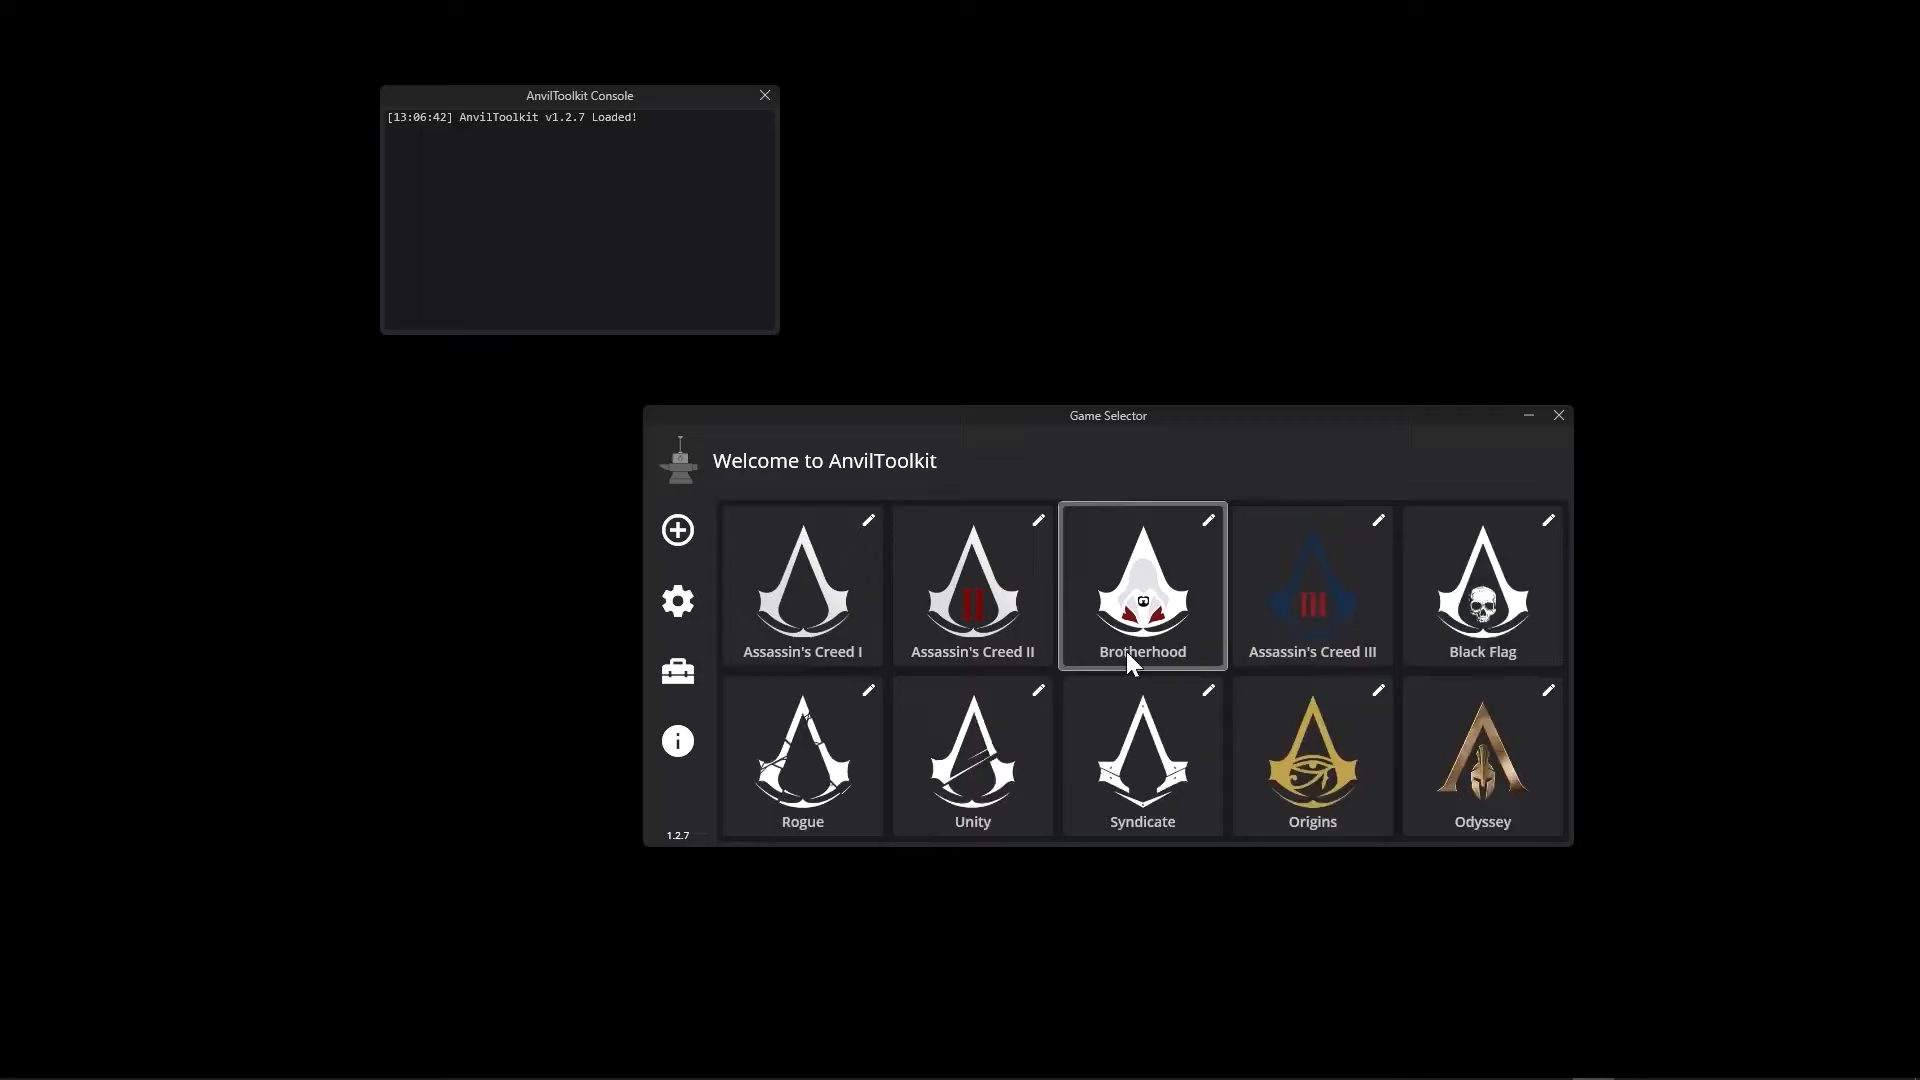 AnvilToolkit Console
[13:06:42] AnvilToolkit v1.2.7 Loaded!
Game Selector
Welcome to AnvilToolkit
Assassin's Creed I
Assassin's Creed II
Brotherhood
Assassin's Creed III
Black Flag
Rogue
Unity
Syndicate
Origins
Odyssey
1.2.7